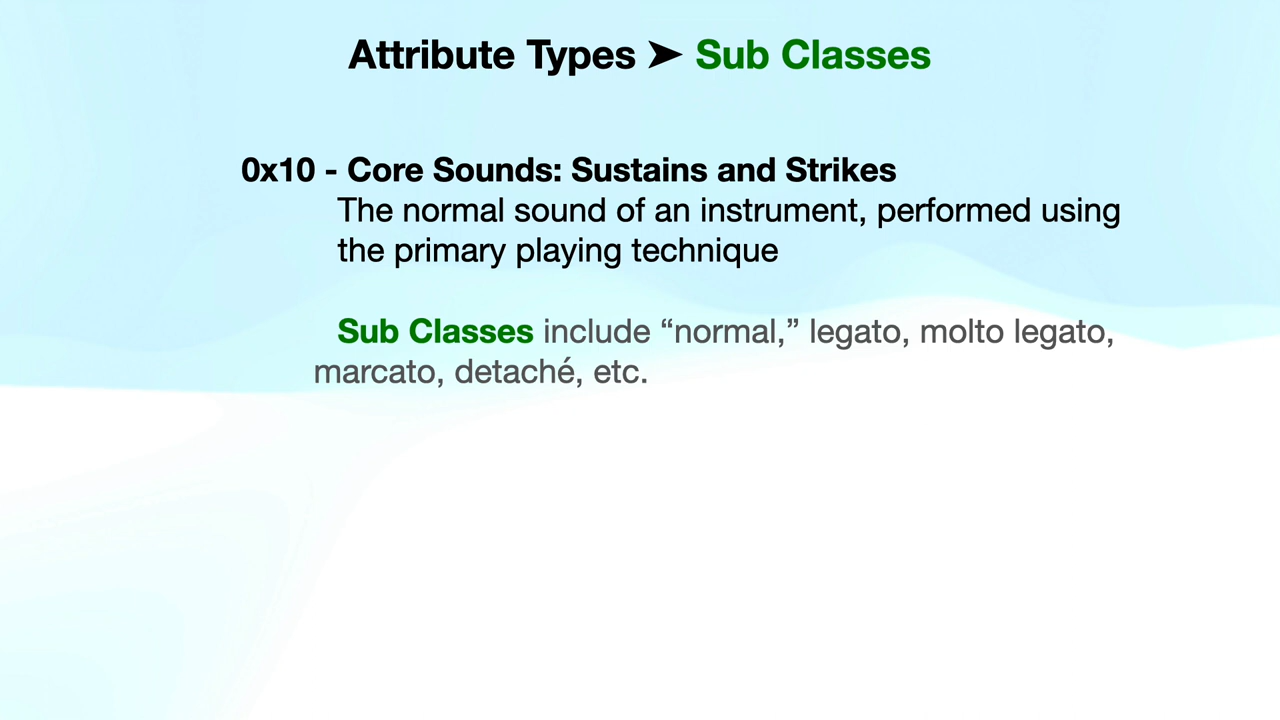 Attribute Types ➤ Sub Classes
0x10 - Core Sounds: Sustains and Strikes
The normal sound of an instrument, performed using
the primary playing technique
Sub Classes include “normal,” legato, molto legato,
marcato, detaché, etc.